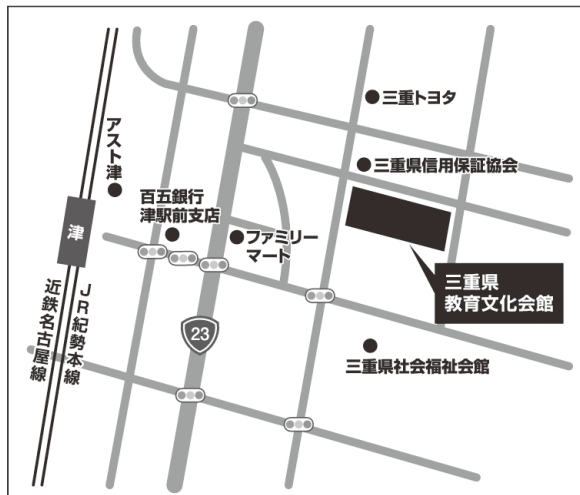 三重トヨタ
アスト津
三重県信用保証協会
百五銀行
津駅前支店
津
ファミリー
マート
三重県
教育文化会館
JR紀勢本線
近鉄名古屋線
23
三重県社会福祉会館